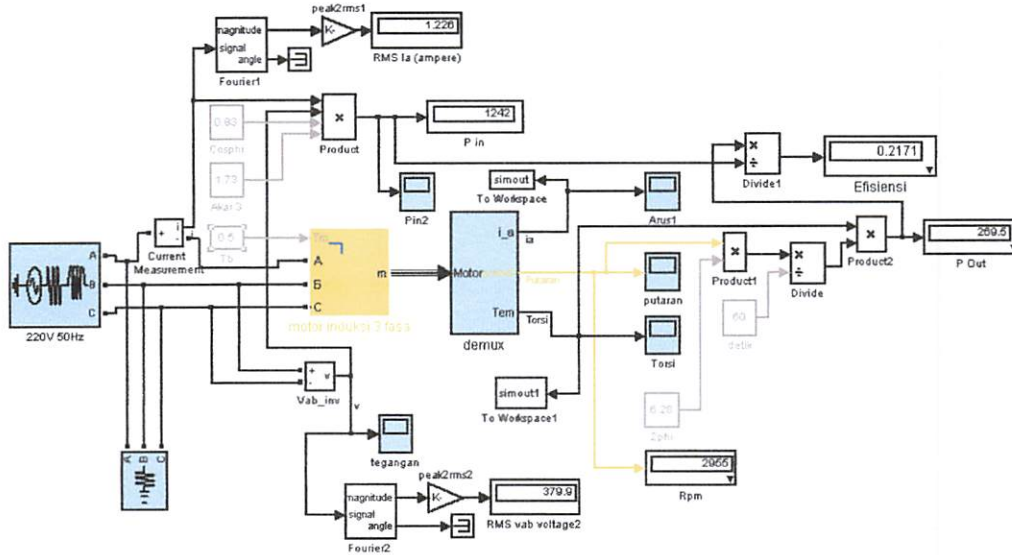 peak2rms1
magnitude
signal
angle
K-
1.226
RMS Ia (ampere)
Fourier1
0.83
Cosphi
1.73
Akar 3
×
Product
1242
P in
Pin2
simout
To Workspace
Arus1
×
÷
Divide1
0.2171
Efisiensi
i
+
-
Current
Measurement
0.5
Tb
Tm
A
B
C
220V 50Hz
A
Б
C
m
motor induksi 3 fasa
Motor
i_a
ia
Putaran
Tem
Torsi
demux
putaran
Torsi
×
Product1
×
÷
Divide
×
Product2
269.5
P Out
60
detik
6.28
2phi
simout1
To Workspace1
2955
Rpm
+
-
v
Vab_inv
v
tegangan
A
B
C
peak2rms2
magnitude
signal
angle
K-
379.9
RMS vab voltage2
Fourier2